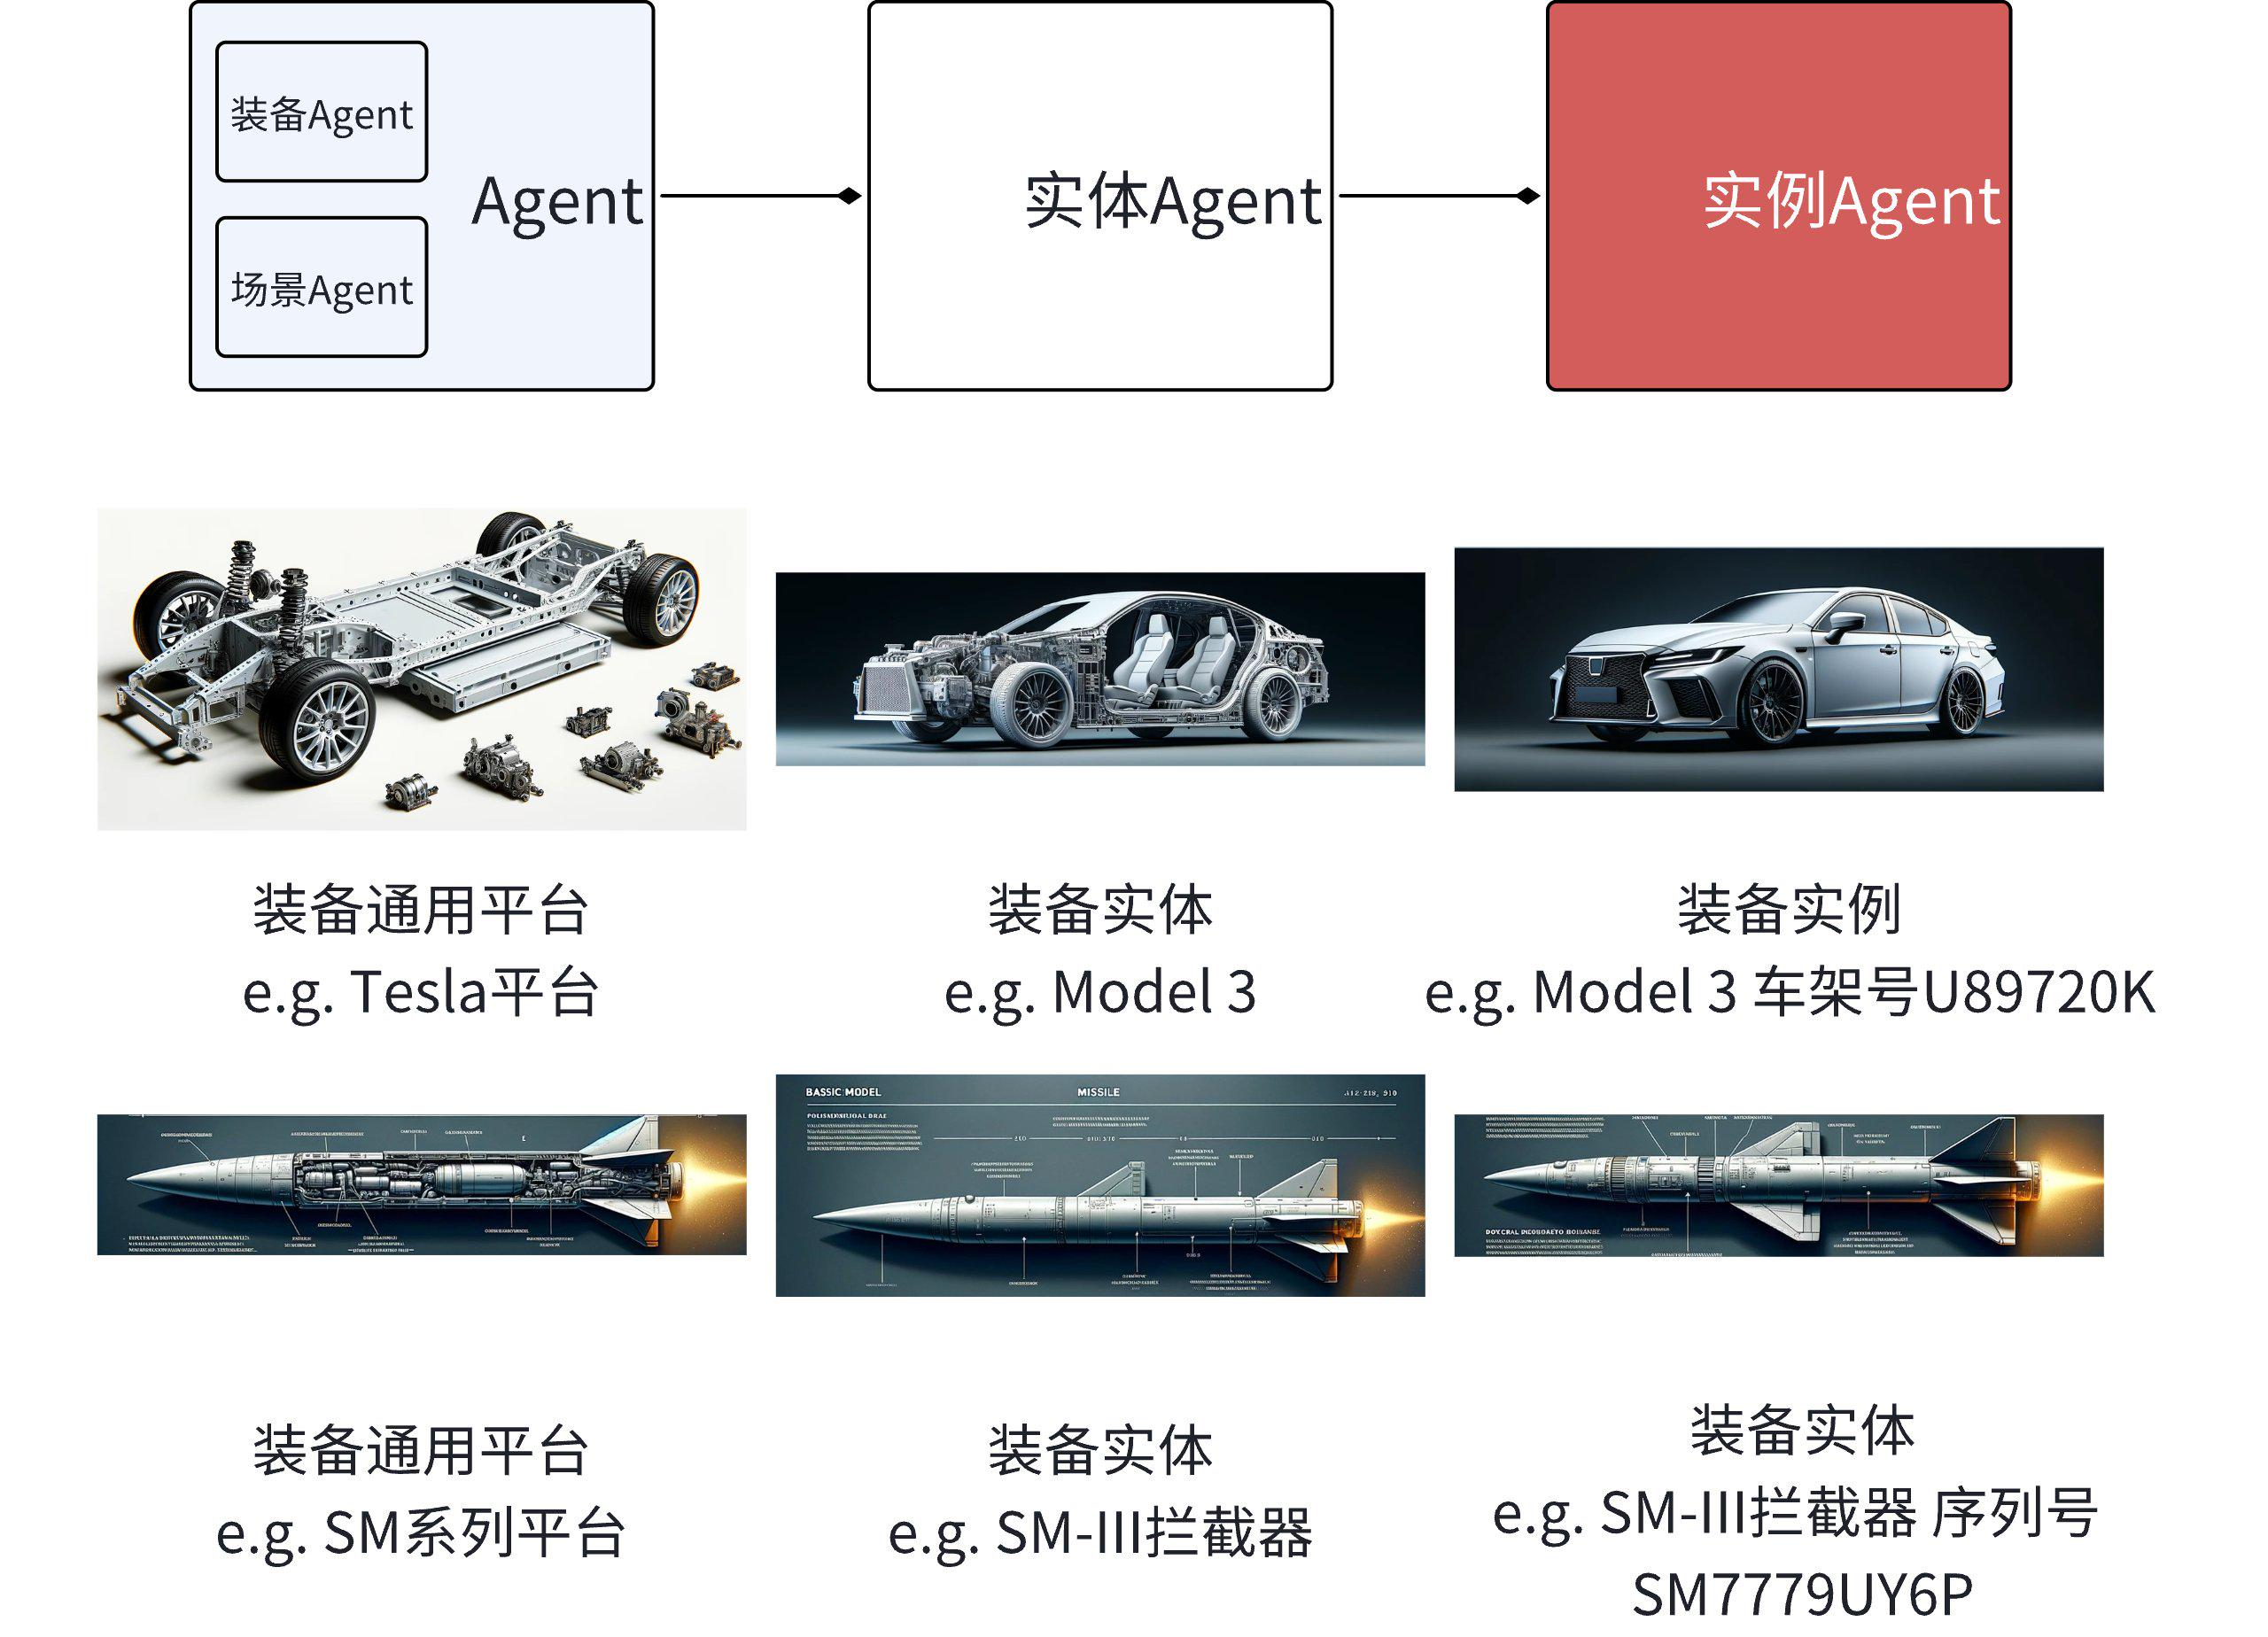 装备Agent
Agent
场景Agent
实体Agent
实例Agent
装备通用平台
e.g. Tesla平台
装备实体
e.g. Model 3
装备实例
e.g. Model 3 车架号U89720K
BASSIC MODEL
MISSILE
装备通用平台
e.g. SM系列平台
装备实体
e.g. SM-III拦截器
装备实体
e.g. SM-III拦截器 序列号
SM7779UY6P